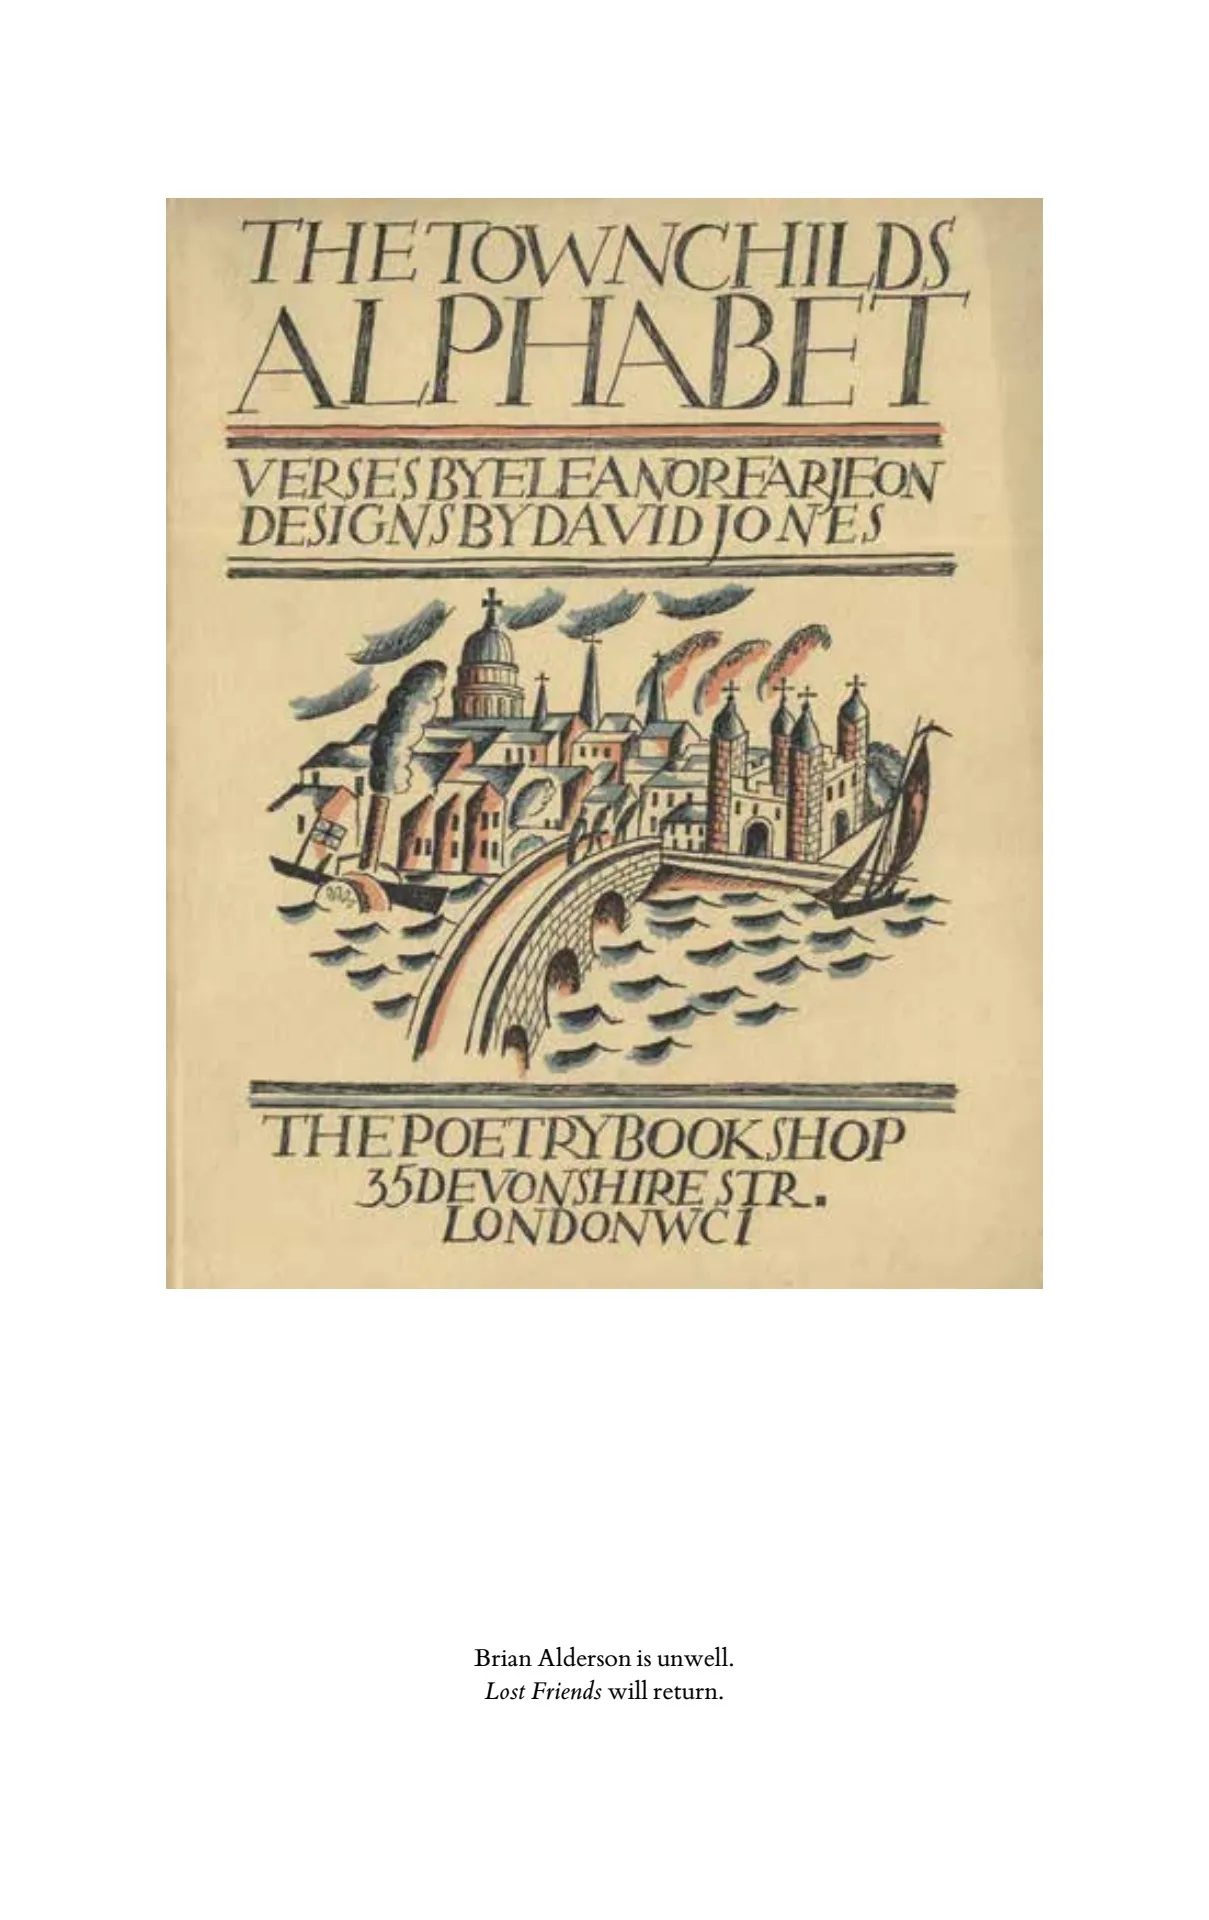 THE TOWNCHILDS
ALPHABET
VERSES BY ELEANOR FARJEON
DESIGNS BY DAVID JONES
THE POETRY BOOKSHOP
35 DEVONSHIRE STR.
LONDON WC1
Brian Alderson is unwell.
Lost Friends will return.